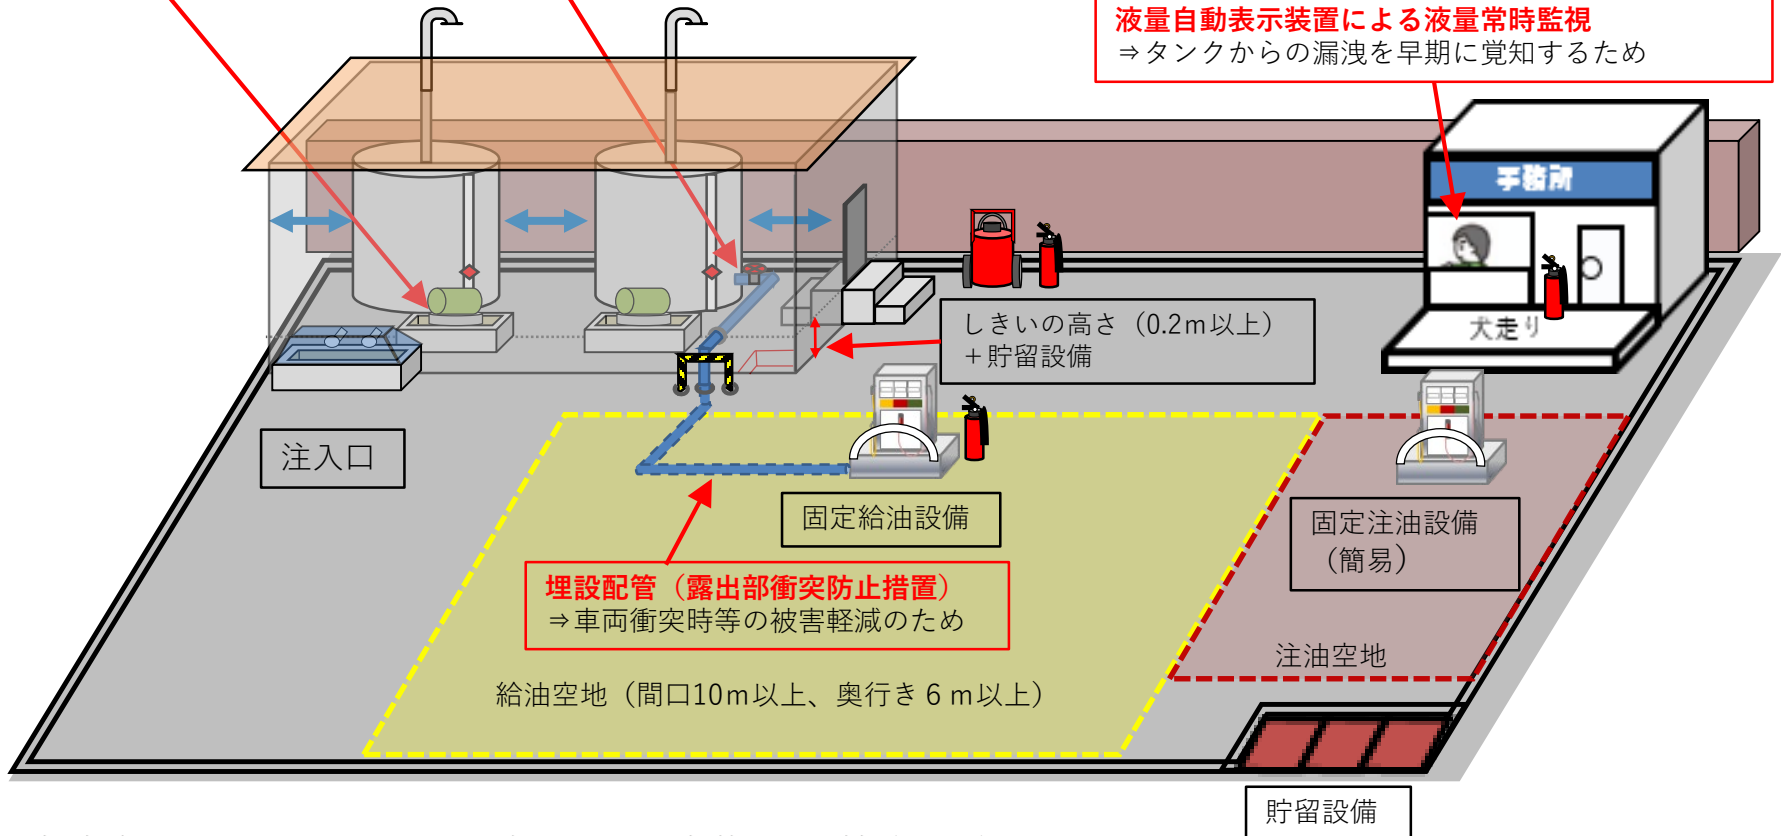 液量自動表示装置による液量常時監視
⇒タンクからの漏洩を早期に覚知するため
事務所
しきいの高さ（0.2ｍ以上）
＋貯留設備
犬走り
注入口
固定給油設備
固定注油設備
（簡易）
埋設配管（露出部衝突防止措置）
⇒車両衝突時等の被害軽減のため
注油空地
給油空地（間口10ｍ以上、奥行き６ｍ以上）
貯留設備